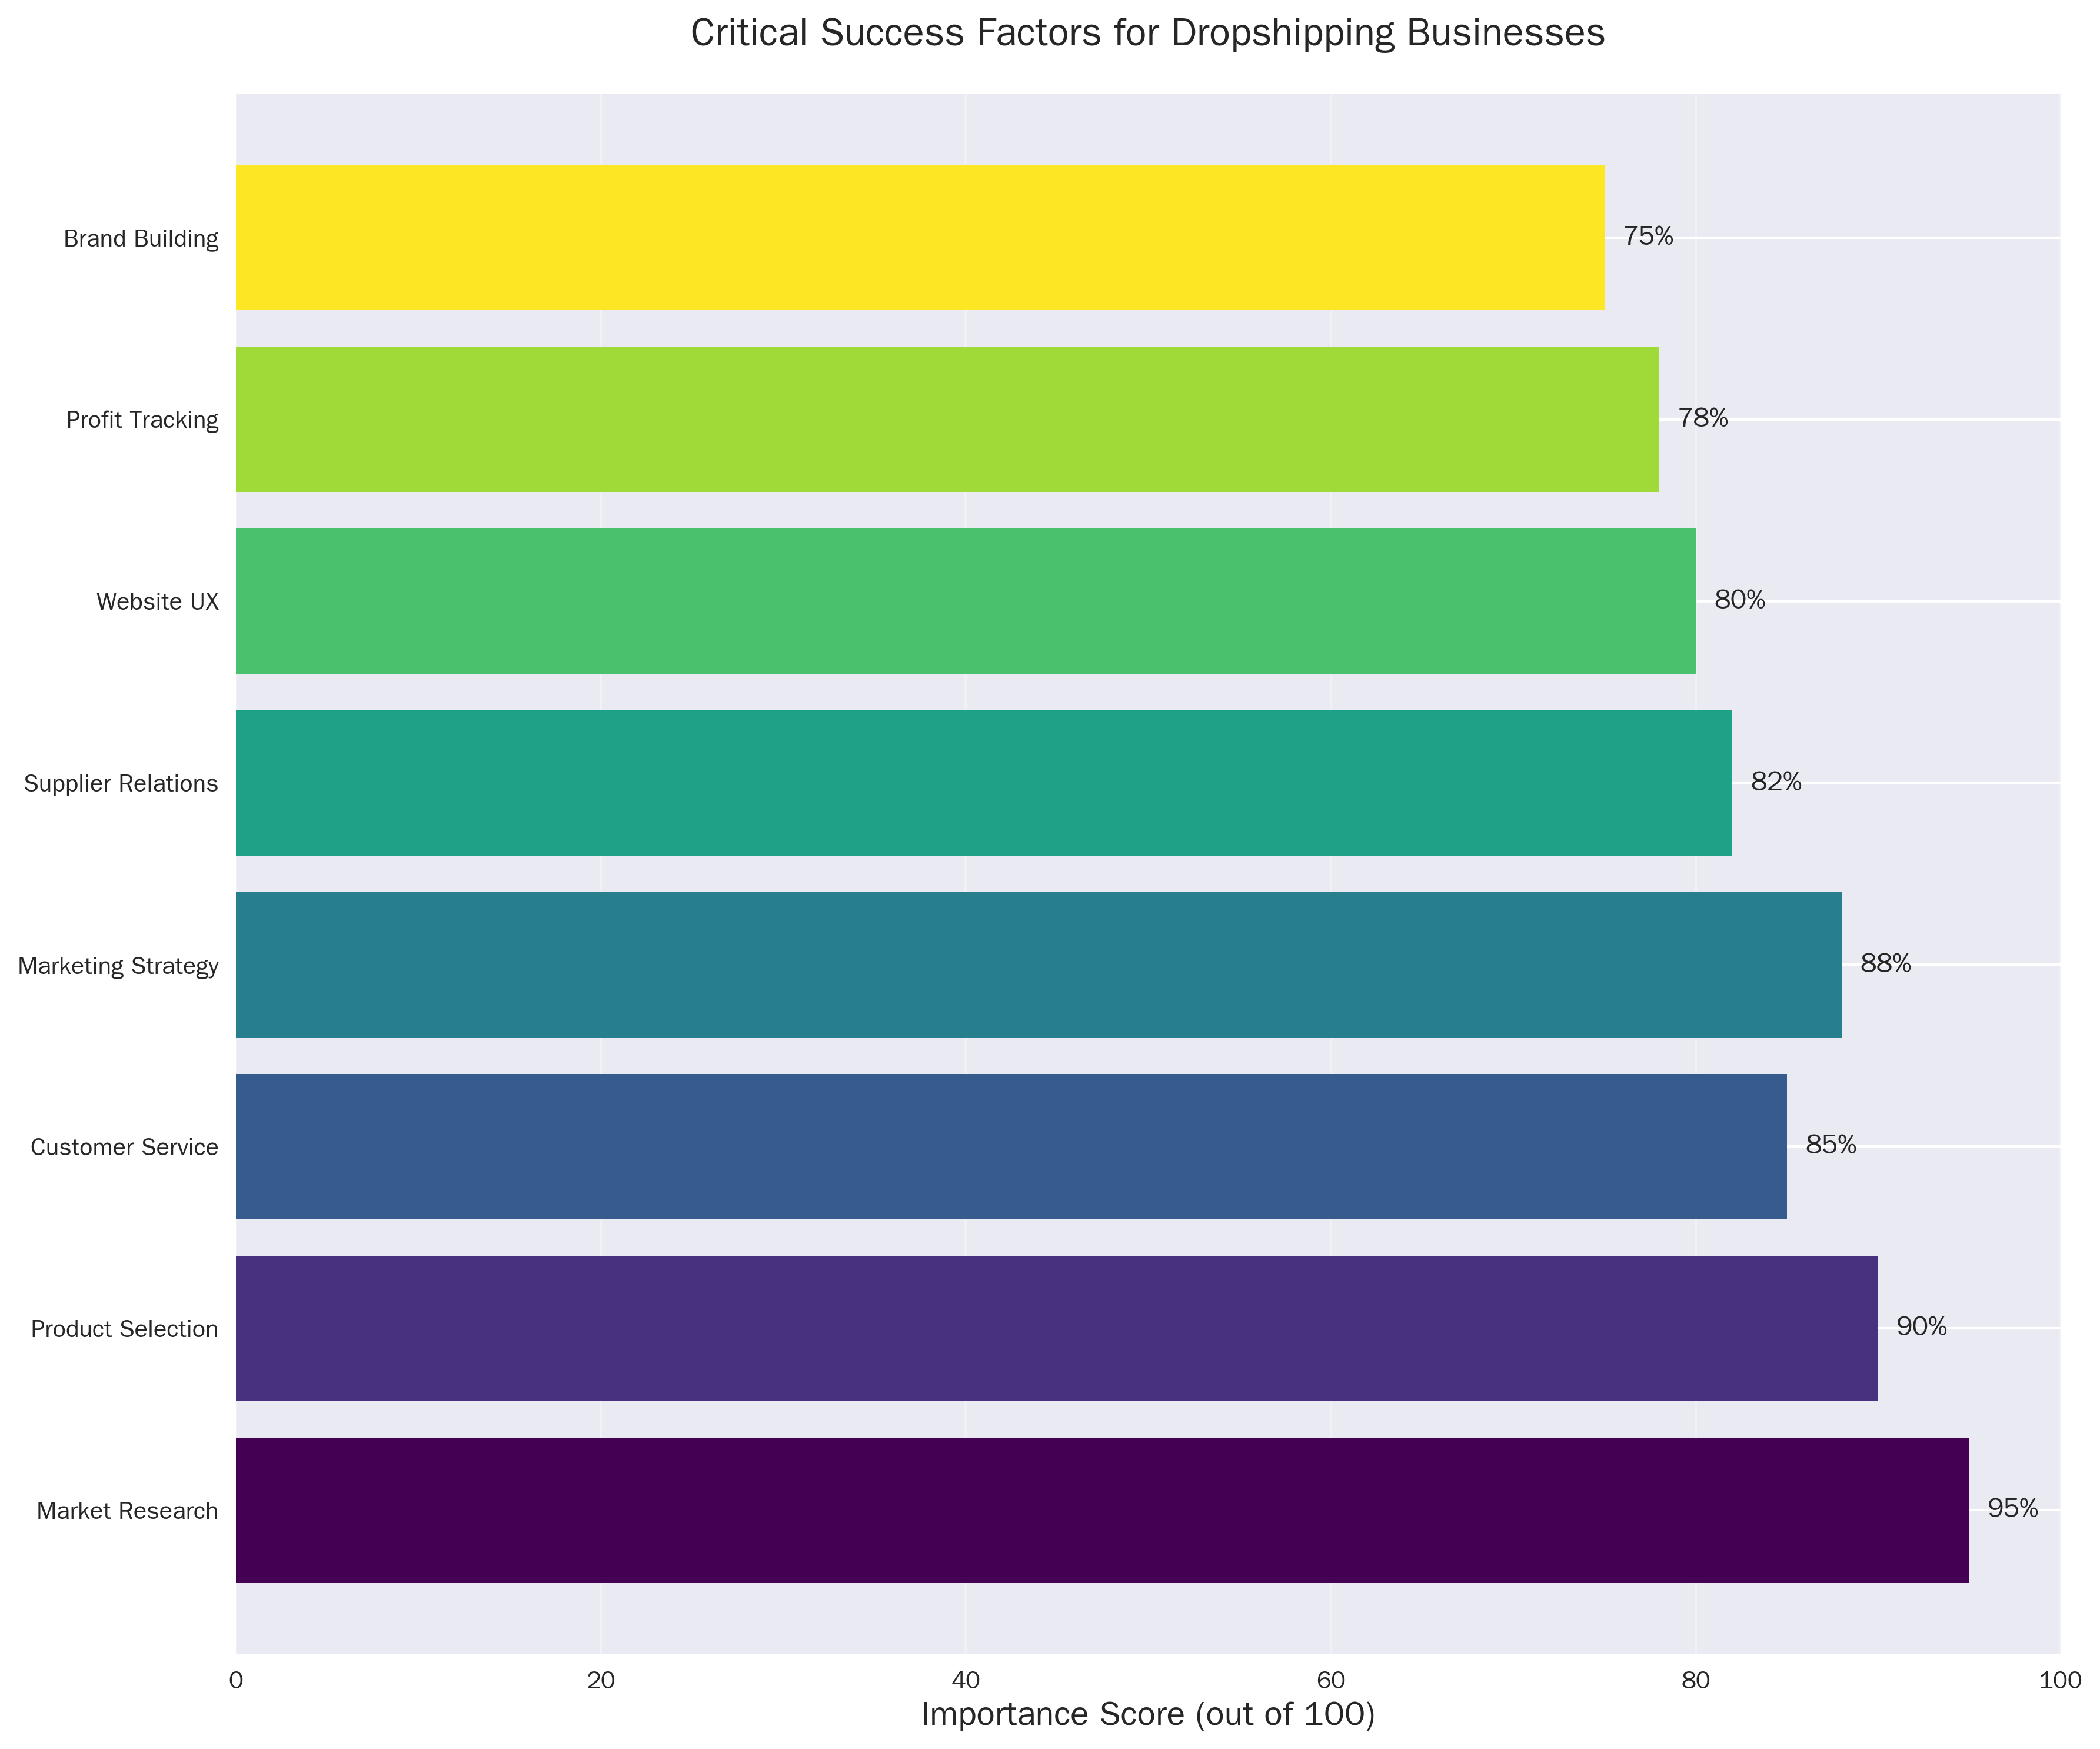 Critical Success Factors for Dropshipping Businesses
Brand Building 75%
Profit Tracking 78%
Website UX 80%
Supplier Relations 82%
Marketing Strategy 88%
Customer Service 85%
Product Selection 90%
Market Research 95%
0 20 40 60 80 100
Importance Score (out of 100)